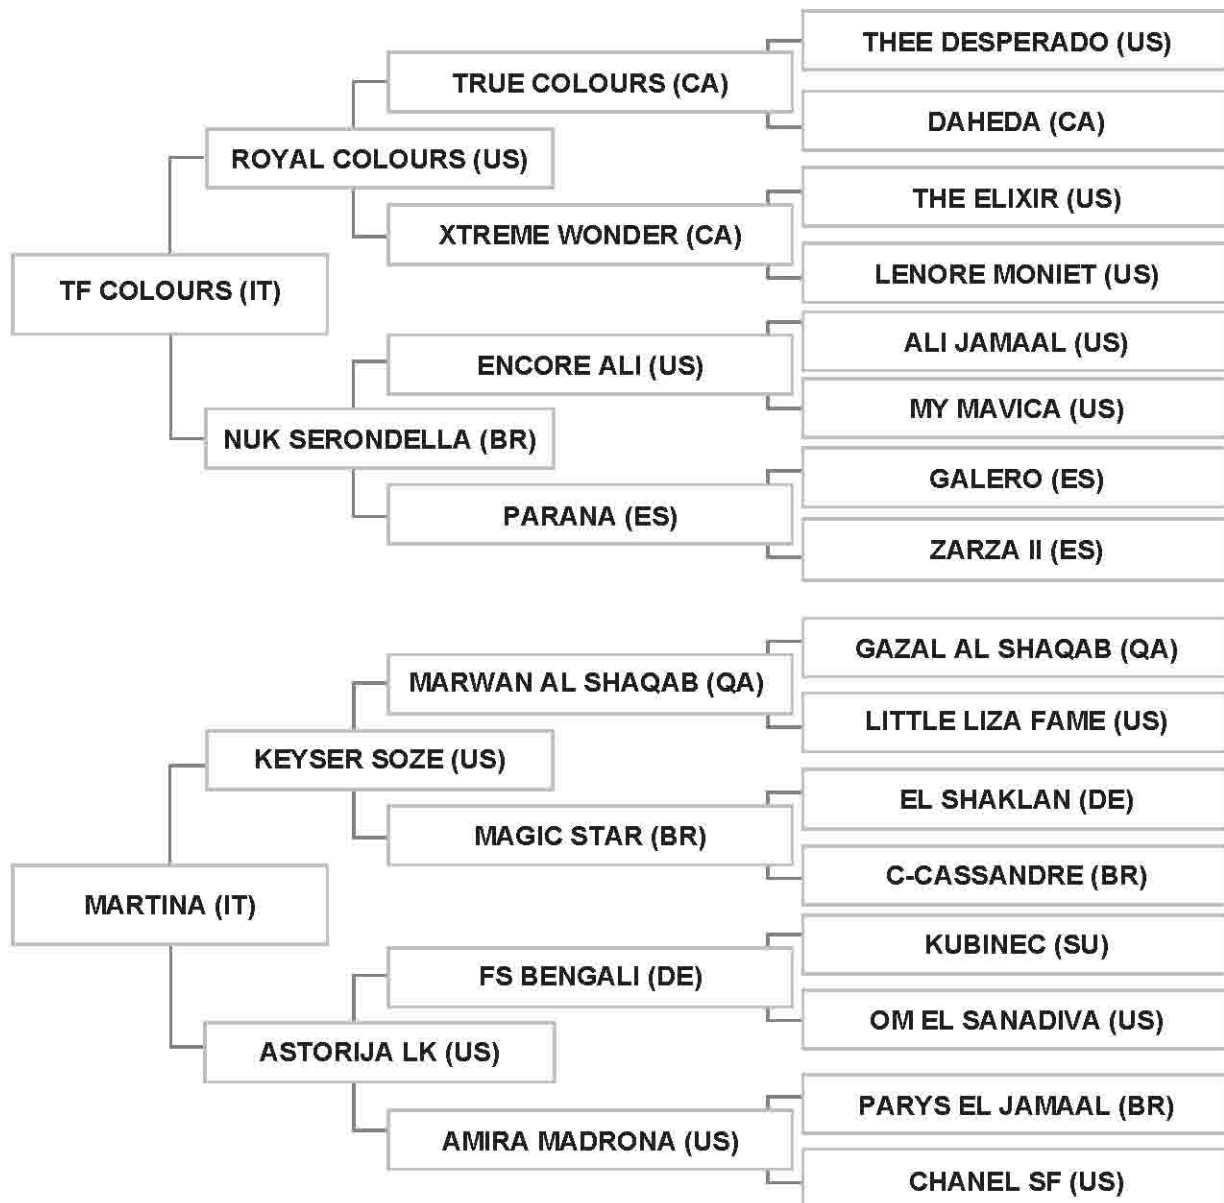 THEE DESPERADO (US)
TRUE COLOURS (CA)
DAHEDA (CA)
ROYAL COLOURS (US)
THE ELIXIR (US)
XTREME WONDER (CA)
LENORE MONIET (US)
TF COLOURS (IT)
ALI JAMAAL (US)
ENCORE ALI (US)
MY MAVICA (US)
NUK SERONDELLA (BR)
GALERO (ES)
PARANA (ES)
ZARZA II (ES)
GAZAL AL SHAQAB (QA)
MARWAN AL SHAQAB (QA)
LITTLE LIZA FAME (US)
KEYSER SOZE (US)
EL SHAKLAN (DE)
MAGIC STAR (BR)
C-CASSANDRE (BR)
MARTINA (IT)
KUBINEC (SU)
FS BENGALI (DE)
OM EL SANADIVA (US)
ASTORIJA LK (US)
PARYS EL JAMAAL (BR)
AMIRA MADRONA (US)
CHANEL SF (US)